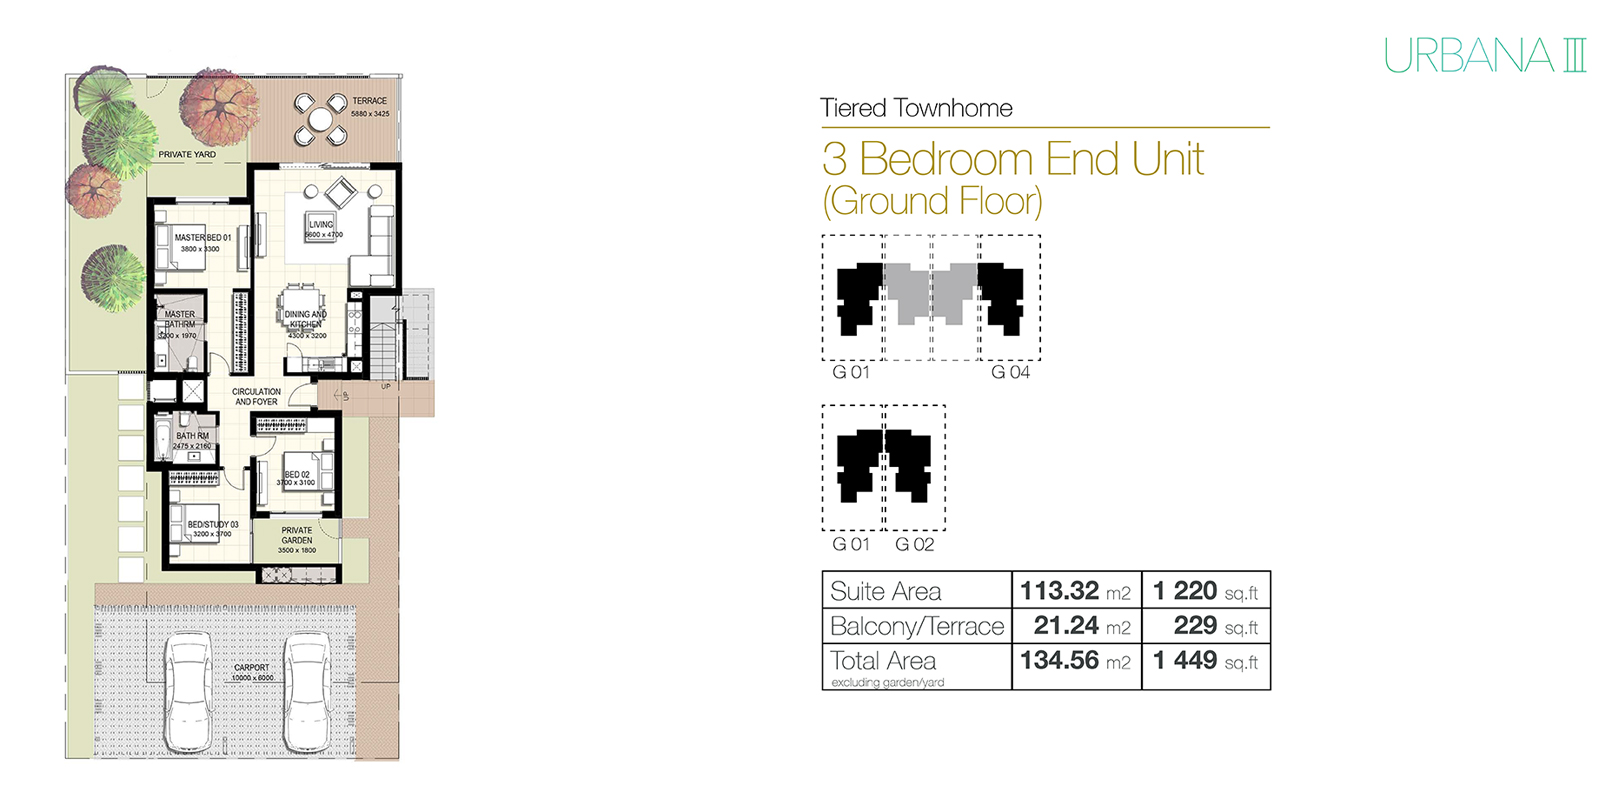 URBANA III
Tiered Townhome
3 Bedroom End Unit
(Ground Floor)
G 01
G 04
G 01
G 02
Suite Area 113.32 m2 1 220 sq.ft
Balcony/Terrace 21.24 m2 229 sq.ft
Total Area 134.56 m2 1 449 sq.ft
excluding garden/yard
TERRACE
5880 x 3425
PRIVATE YARD
LIVING
5600 x 4700
MASTER BED 01
3800 x 3300
MASTER
BATHRM
x 1970
DINING AND
KITCHEN
4300 x 3200
UP
UP
CIRCULATION
AND FOYER
BATH RM
2475 x 2160
BED 02
3700 x 3100
BED/STUDY 03
3200 x 3700
PRIVATE
GARDEN
3500 x 1800
CARPORT
10000 x 6000